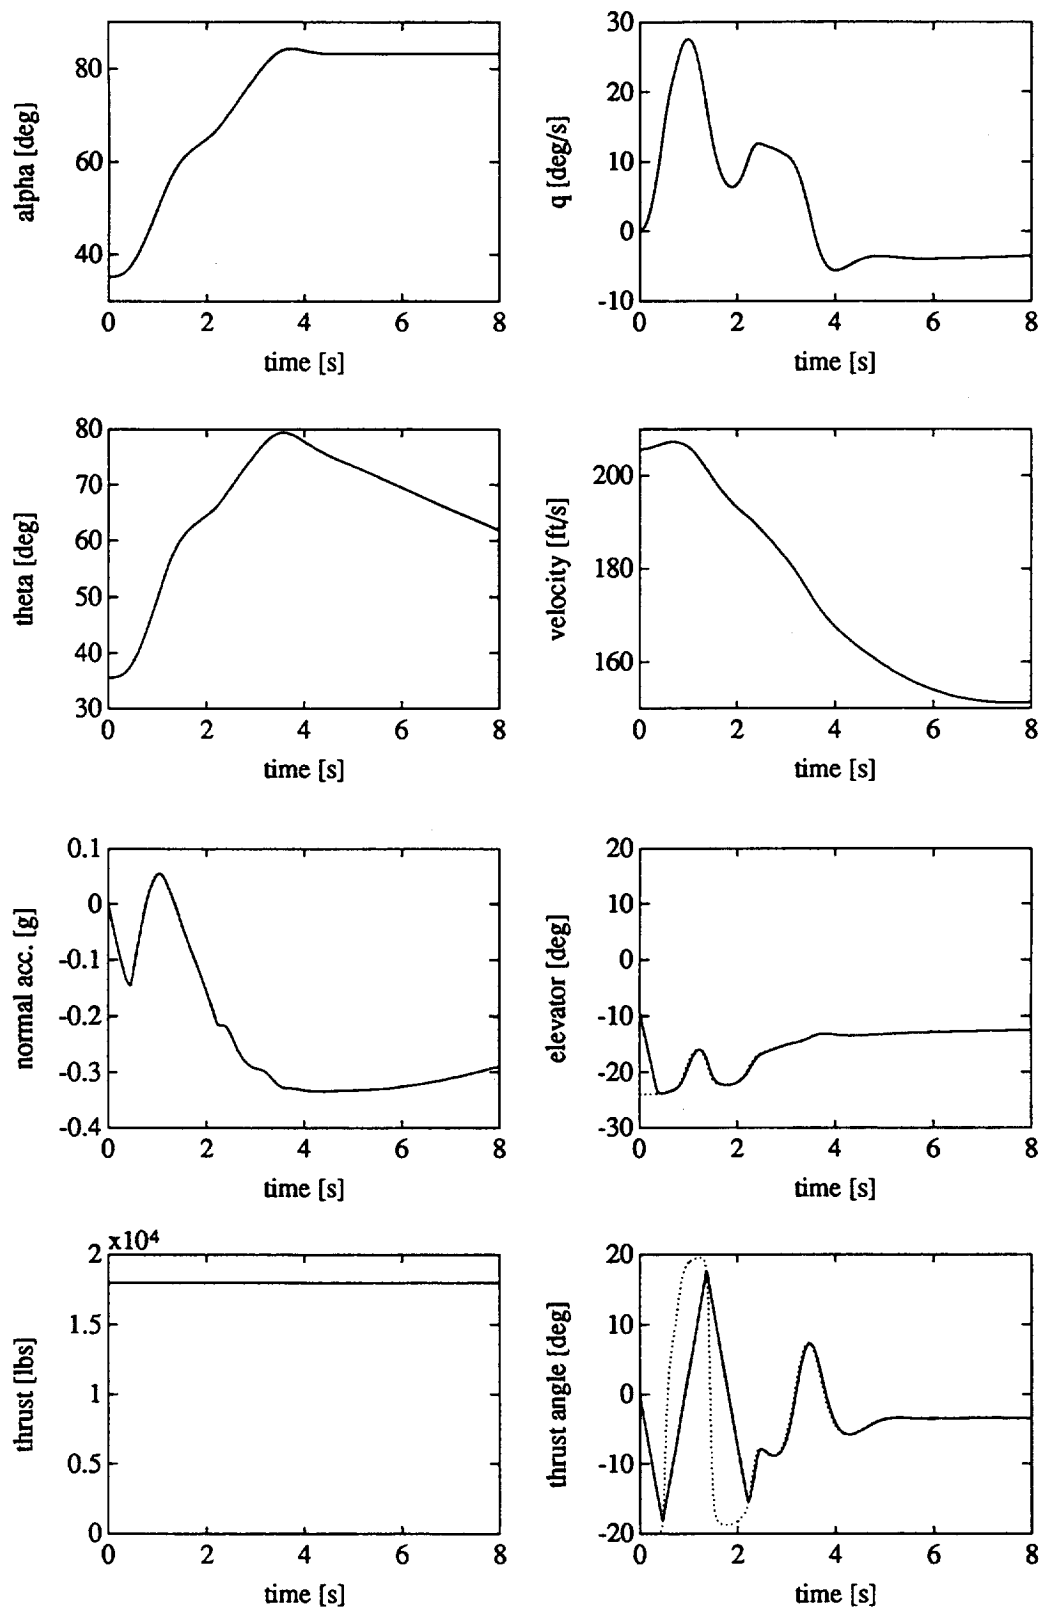 alpha [deg]
80
60
40
0 2 4 6 8
time [s]
q [deg/s]
30
20
10
0
-10
0 2 4 6 8
time [s]
theta [deg]
80
70
60
50
40
30
0 2 4 6 8
time [s]
velocity [ft/s]
200
180
160
0 2 4 6 8
time [s]
normal acc. [g]
0.1
0
-0.1
-0.2
-0.3
-0.4
0 2 4 6 8
time [s]
elevator [deg]
20
10
0
-10
-20
-30
0 2 4 6 8
time [s]
thrust [lbs]
x10⁴
2
1.5
1
0.5
0
0 2 4 6 8
time [s]
thrust angle [deg]
20
10
0
-10
-20
0 2 4 6 8
time [s]